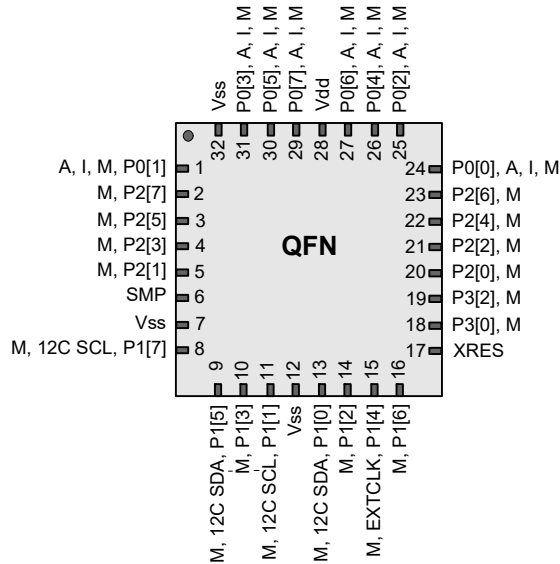 Vss
P0[3], A, I, M
P0[5], A, I, M
P0[7], A, I, M
Vdd
P0[6], A, I, M
P0[4], A, I, M
P0[2], A, I, M
32
31
30
29
28
27
26
25
A, I, M, P0[1]
1
M, P2[7]
2
M, P2[5]
3
M, P2[3]
4
M, P2[1]
5
SMP
6
Vss
7
M, 12C SCL, P1[7]
8
QFN
24
P0[0], A, I, M
23
P2[6], M
22
P2[4], M
21
P2[2], M
20
P2[0], M
19
P3[2], M
18
P3[0], M
17
XRES
9
10
11
12
13
14
15
16
M, 12C SDA, P1[5]
M, P1[3]
M, 12C SCL, P1[1]
Vss
M, 12C SDA, P1[0]
M, P1[2]
M, EXTCLK, P1[4]
M, P1[6]